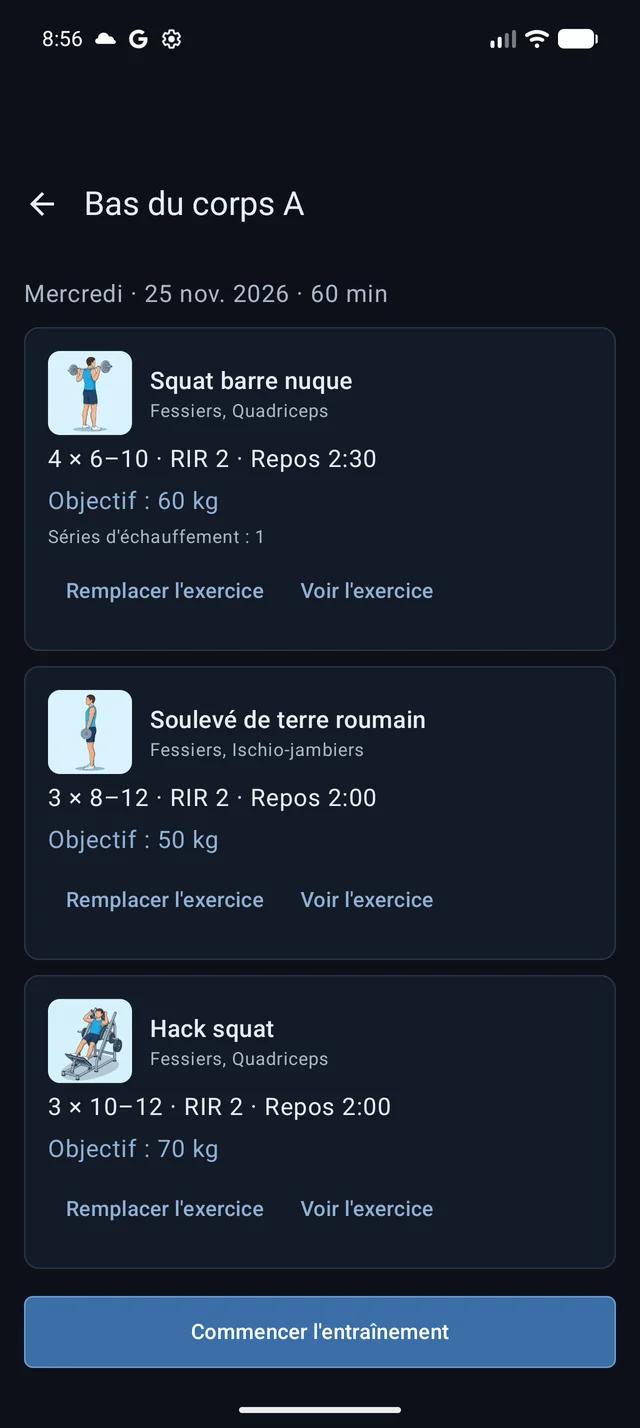 8:56
Bas du corps A
Mercredi · 25 nov. 2026 · 60 min
Squat barre nuque
Fessiers, Quadriceps
4 × 6–10 · RIR 2 · Repos 2:30
Objectif : 60 kg
Séries d'échauffement : 1
Remplacer l'exercice Voir l'exercice
Soulevé de terre roumain
Fessiers, Ischio-jambiers
3 × 8–12 · RIR 2 · Repos 2:00
Objectif : 50 kg
Remplacer l'exercice Voir l'exercice
Hack squat
Fessiers, Quadriceps
3 × 10–12 · RIR 2 · Repos 2:00
Objectif : 70 kg
Remplacer l'exercice Voir l'exercice
Commencer l'entraînement